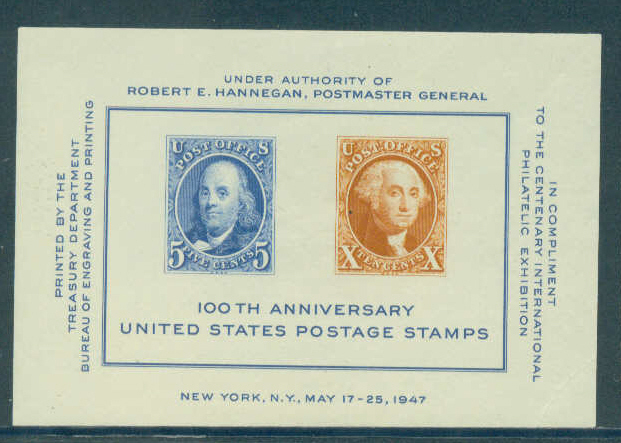 UNDER AUTHORITY OF
ROBERT E. HANNEGAN, POSTMASTER GENERAL
PRINTED BY THE
TREASURY DEPARTMENT
BUREAU OF ENGRAVING AND PRINTING
U S
POST OFFICE
5 5
FIVE CENTS
U S
POST OFFICE
X X
TEN CENTS
100TH ANNIVERSARY
UNITED STATES POSTAGE STAMPS
IN COMPLIMENT
TO THE CENTENARY INTERNATIONAL
PHILATELIC EXHIBITION
NEW YORK, N.Y., MAY 17-25, 1947